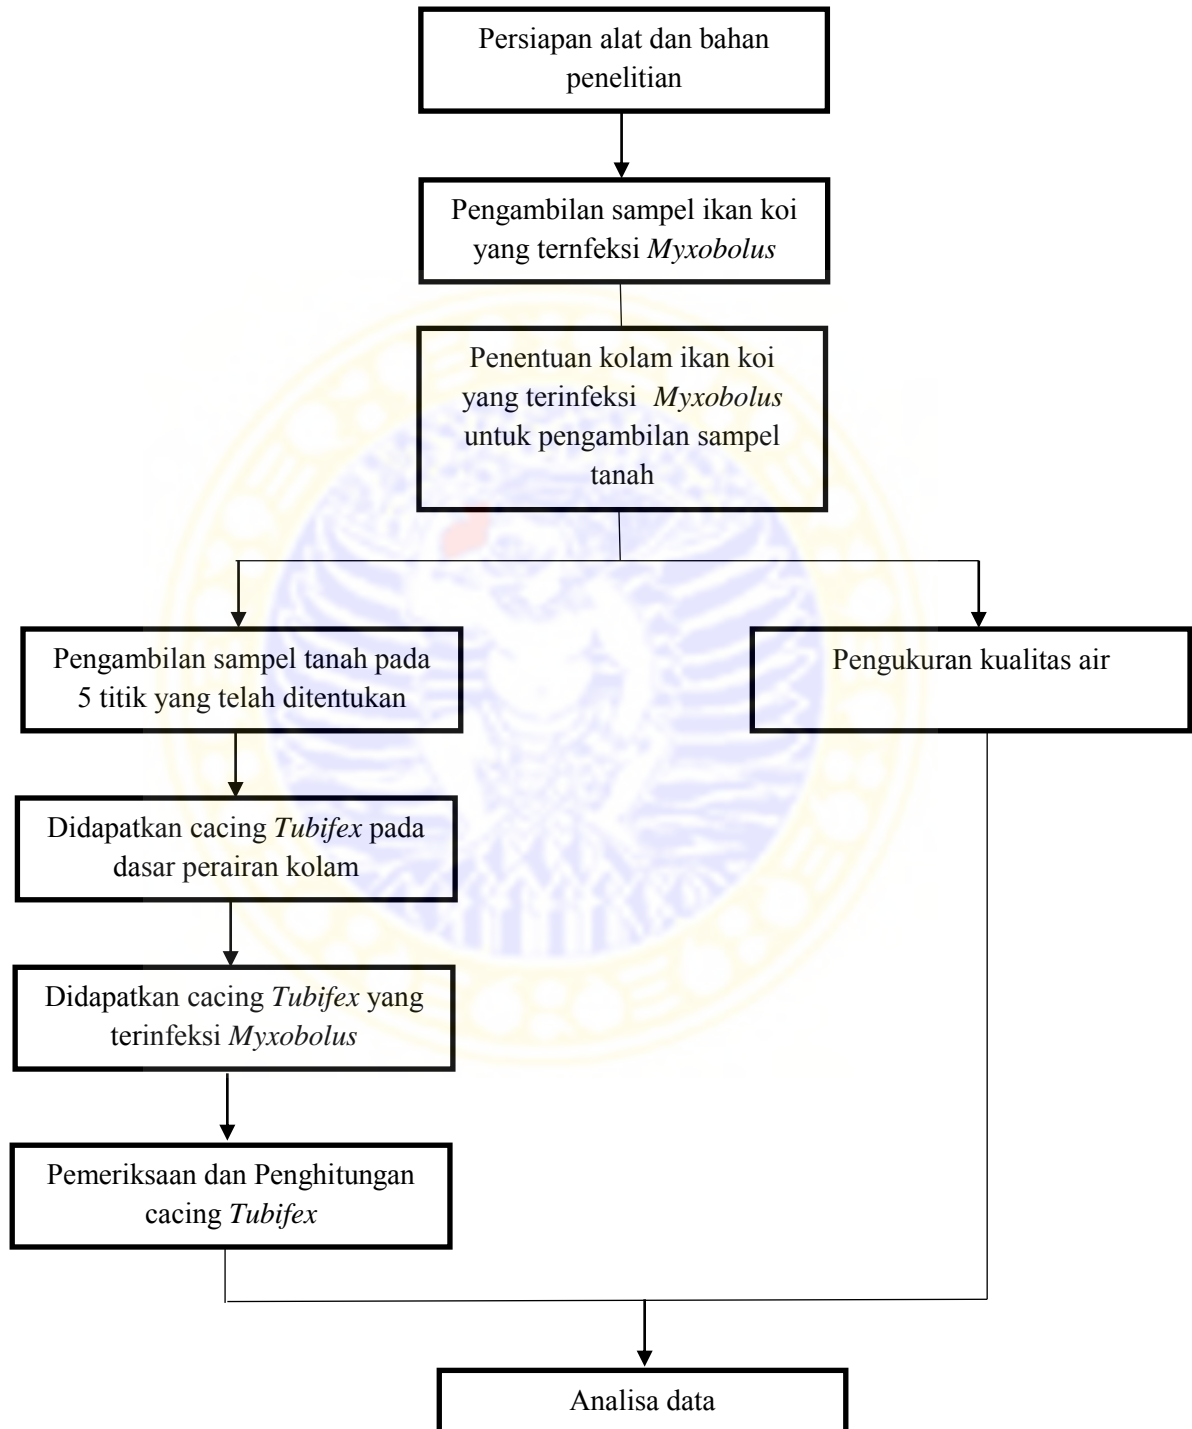 Persiapan alat dan bahan
penelitian
Pengambilan sampel ikan koi
yang ternfeksi Myxobolus
Penentuan kolam ikan koi
yang terinfeksi Myxobolus
untuk pengambilan sampel
tanah
Pengambilan sampel tanah pada
5 titik yang telah ditentukan
Pengukuran kualitas air
Didapatkan cacing Tubifex pada
dasar perairan kolam
Didapatkan cacing Tubifex yang
terinfeksi Myxobolus
Pemeriksaan dan Penghitungan
cacing Tubifex
Analisa data